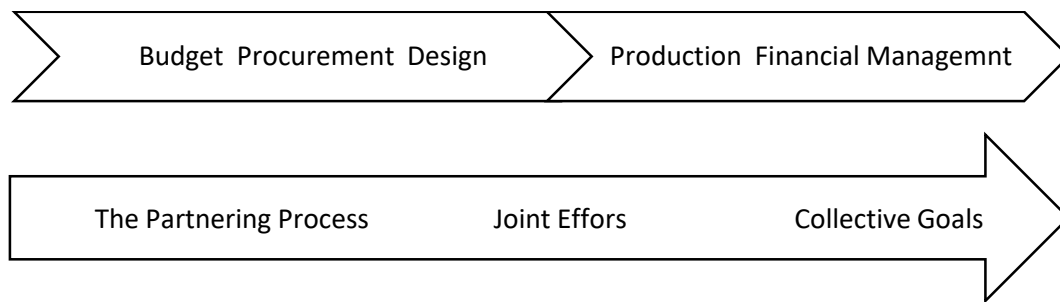 Budget Procurement Design Production Financial Managemnt
The Partnering Process Joint Effors Collective Goals